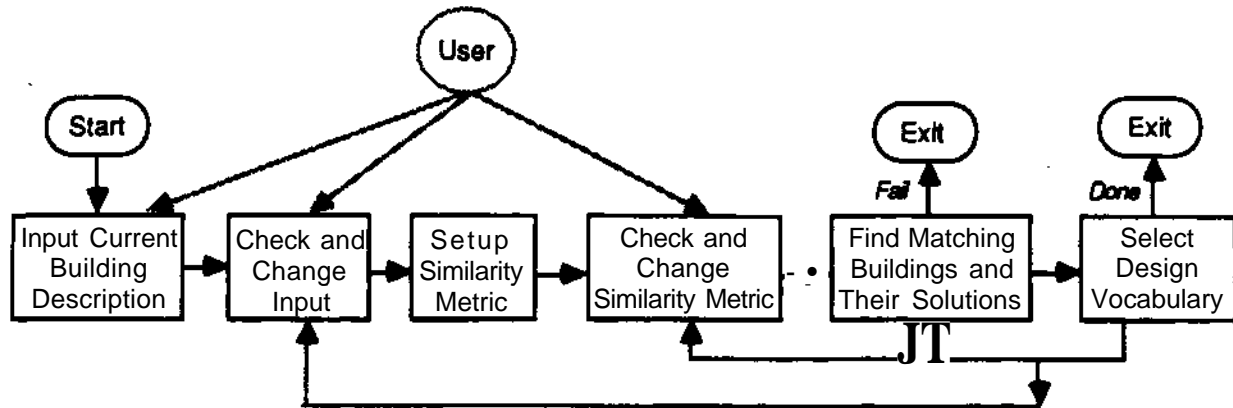 User
Start
Exit
Exit
Fail
Done
Input Current
Building
Description
Check and
Change
Input
Setup
Similarity
Metric
Check and
Change
Similarity Metric
Find Matching
Buildings and
Their Solutions
Select
Design
Vocabulary
JT